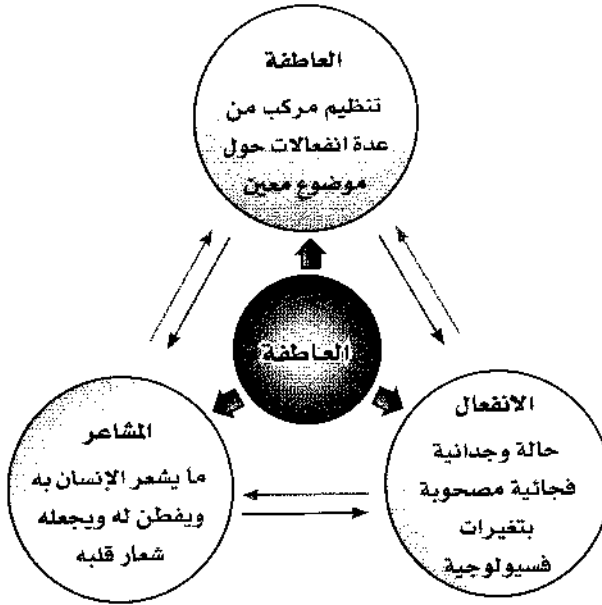 العاطفة
تنظيم مركب من
عدة انفعالات حول
موضوع معين
العاطفة
الانفعال
حالة وجدانية
فجائية مصحوبة
بتغيرات
فسيولوجية
المشاعر
ما يشعر الإنسان به
ويفطن له ويجعله
شعار قلبه